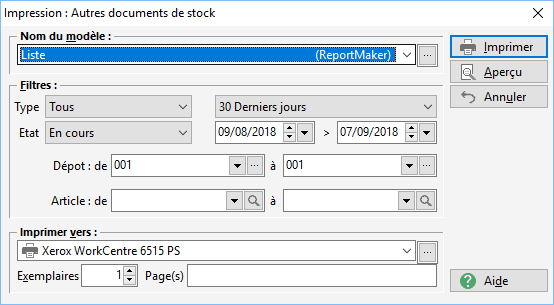 Impression : Autres documents de stock
Nom du modèle :
Liste (ReportMaker)
Imprimer
Aperçu
Annuler
Filtres :
Type Tous 30 Derniers jours
Etat En cours 09/08/2018 > 07/09/2018
Dépot : de 001 à 001
Article : de à
Imprimer vers :
Xerox WorkCentre 6515 PS
Exemplaires 1 Page(s)
Aide